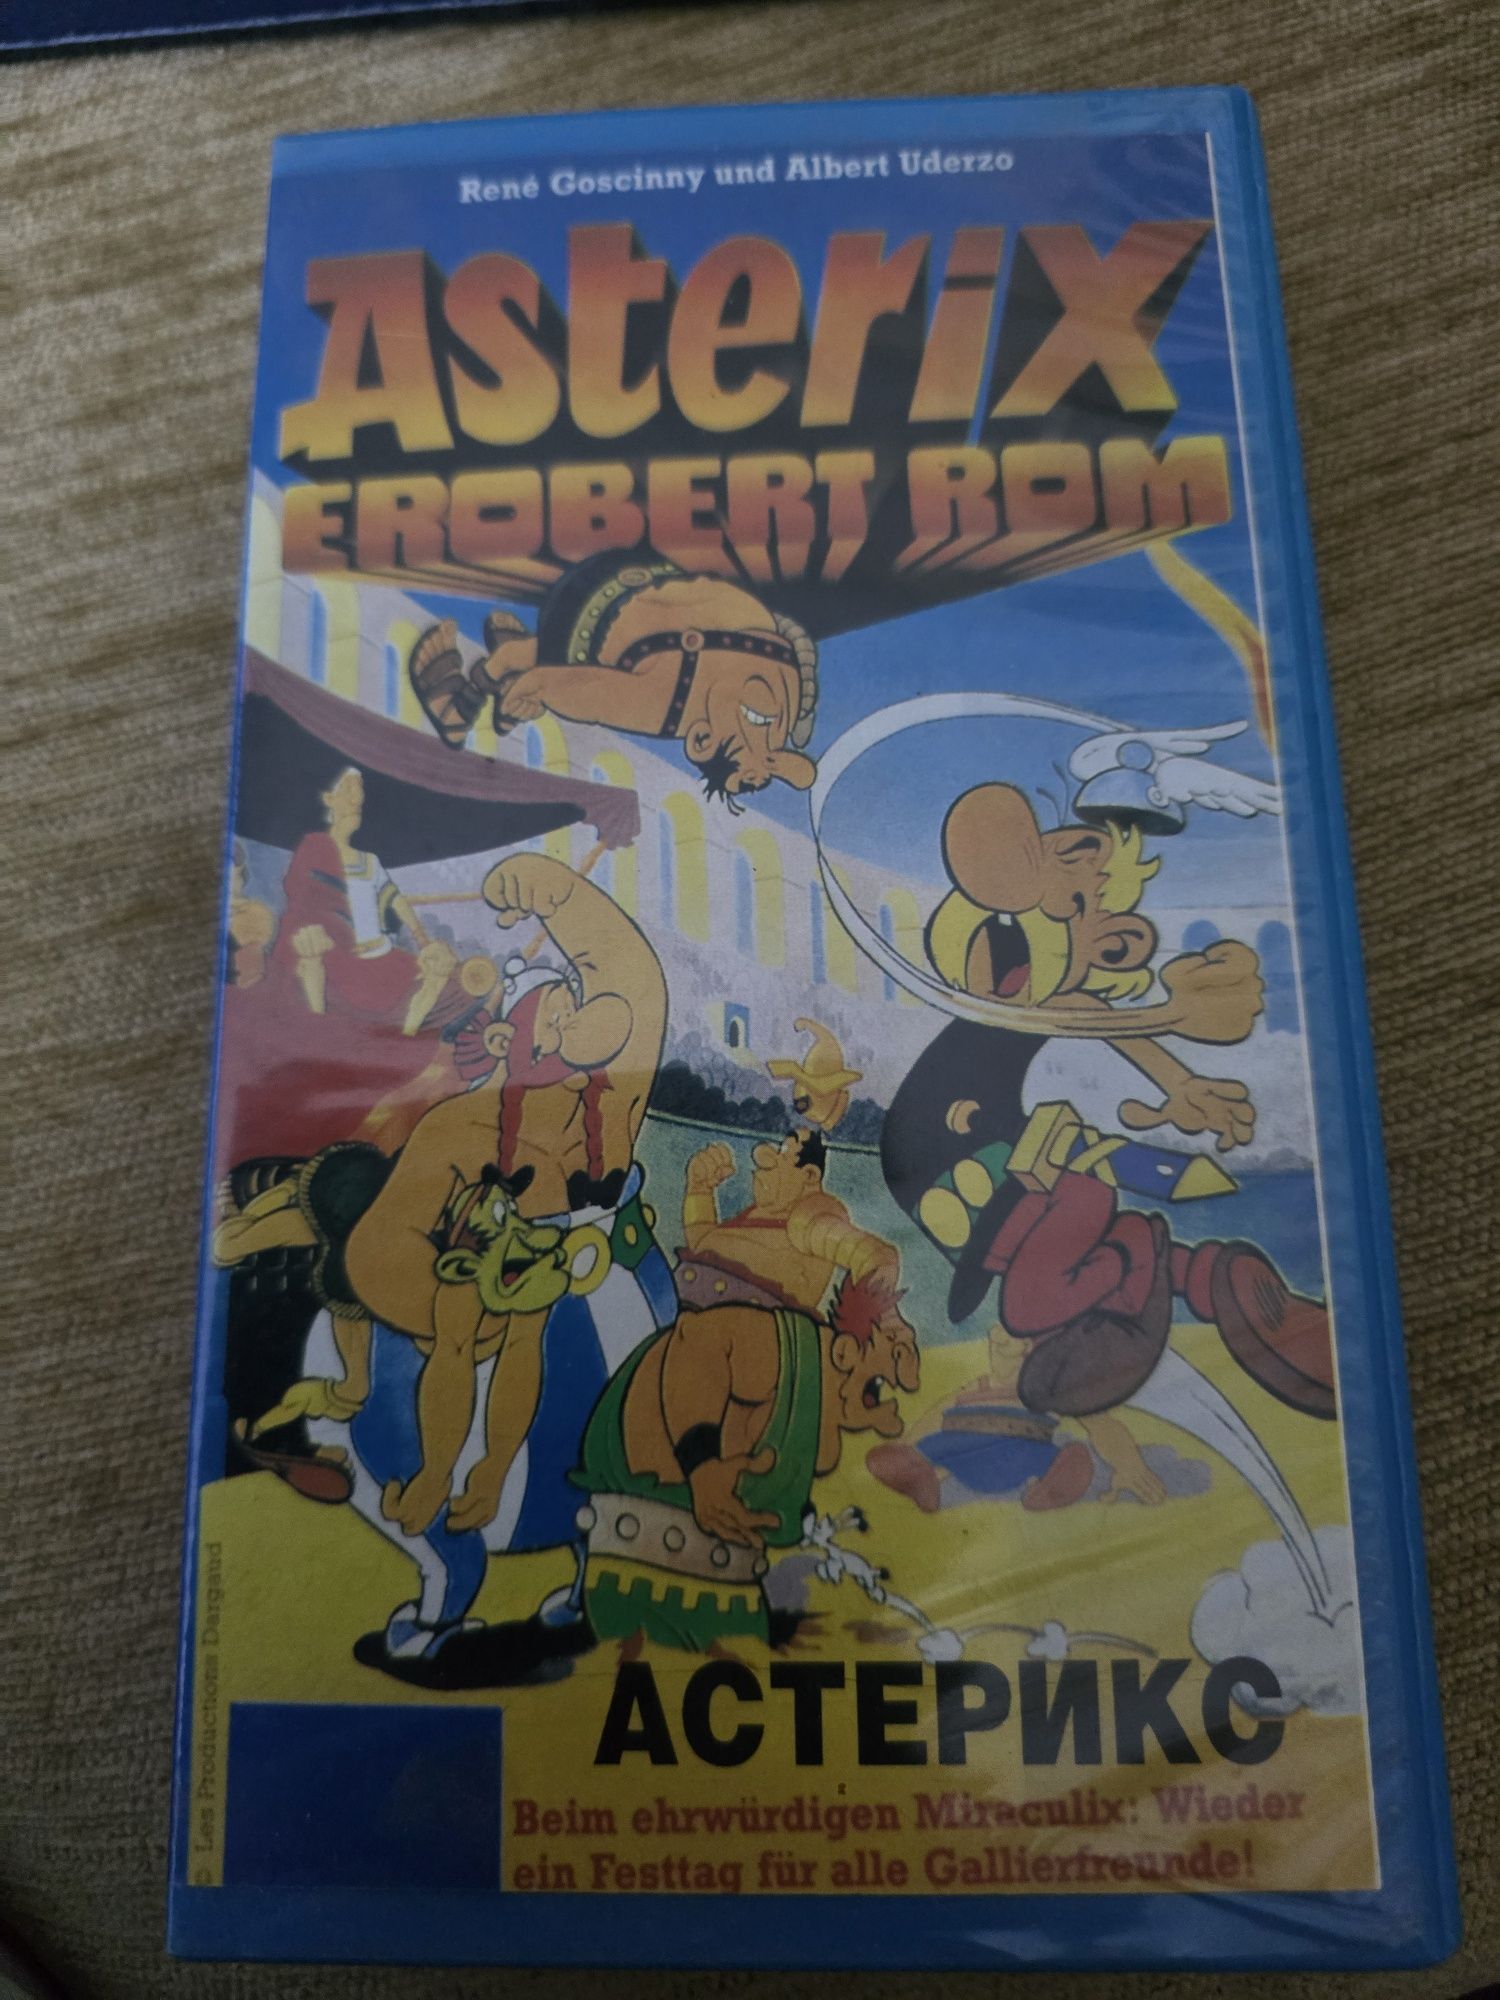 René Goscinny und Albert Uderzo
Asterix
EROBERT ROM
© Les Productions Dargaud
АСТЕРИКС
Beim ehrwürdigen Miraculix: Wieder
ein Festtag für alle Gallierfreunde!